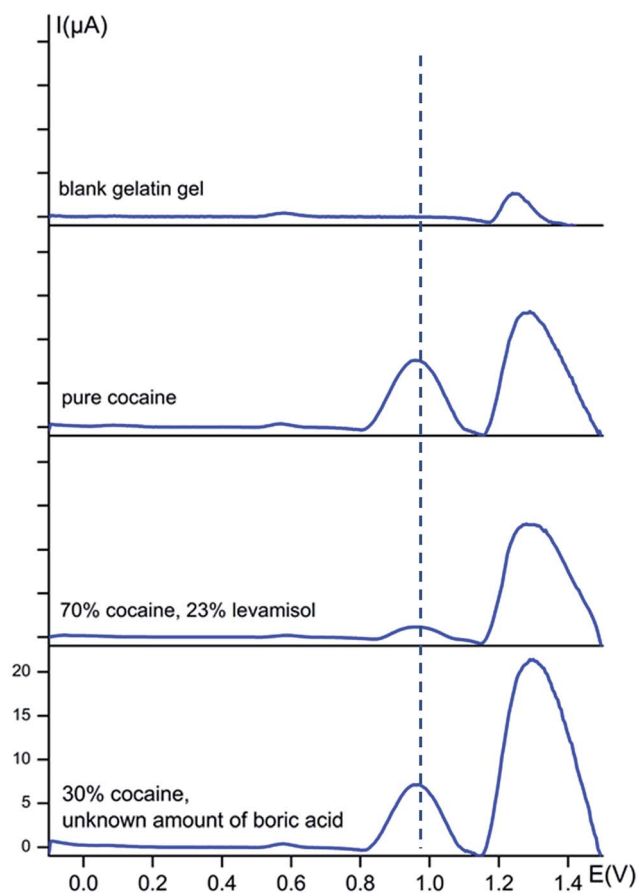 I(µA)
blank gelatin gel
pure cocaine
70% cocaine, 23% levamisol
20
15
10
5
0
30% cocaine,
unknown amount of boric acid
0.0 0.2 0.4 0.6 0.8 1.0 1.2 1.4 E(V)